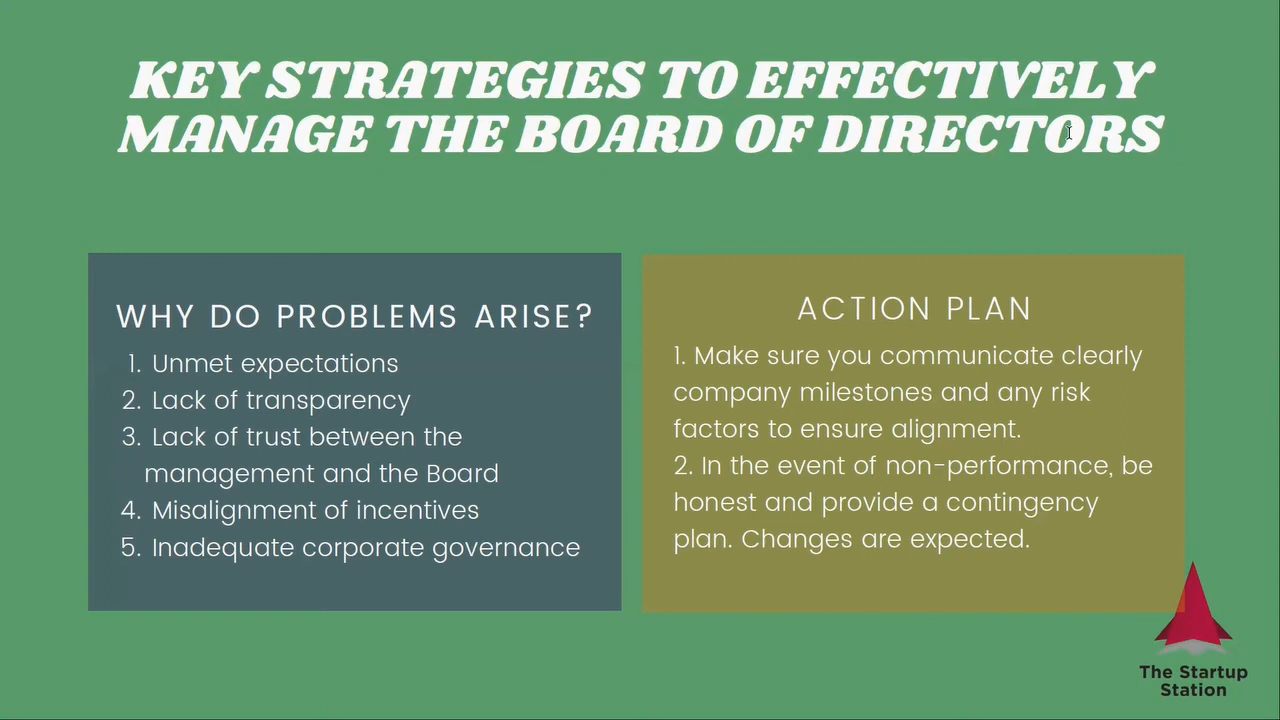 KEY STRATEGIES TO EFFECTIVELY
MANAGE THE BOARD OF DIRECTORS
WHY DO PROBLEMS ARISE?
1. Unmet expectations
2. Lack of transparency
3. Lack of trust between the
management and the Board
4. Misalignment of incentives
5. Inadequate corporate governance
ACTION PLAN
1. Make sure you communicate clearly
company milestones and any risk
factors to ensure alignment.
2. In the event of non-performance, be
honest and provide a contingency
plan. Changes are expected.
The Startup
Station